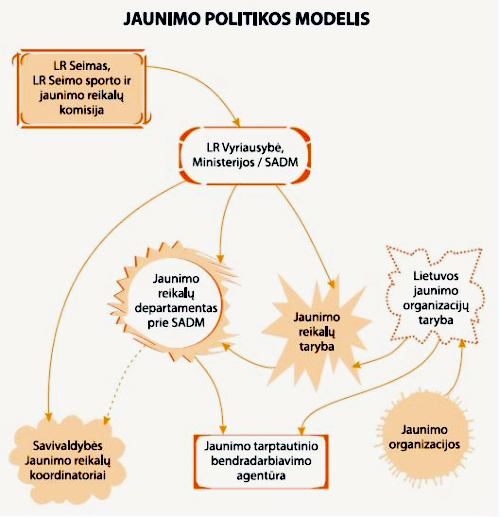 JAUNIMO POLITIKOS MODELIS
LR Seimas,
LR Seimo sporto ir
jaunimo reikalų
komisija
LR Vyriausybė,
Ministerijos / SADM
Jaunimo
reikalų
departamentas
prie SADM
Jaunimo
reikalų
taryba
Lietuvos
jaunimo
organizacijų
taryba
Savivaldybės
Jaunimo reikalų
koordinatoriai
Jaunimo tarptautinio
bendradarbiavimo
agentūra
Jaunimo
organizacijos